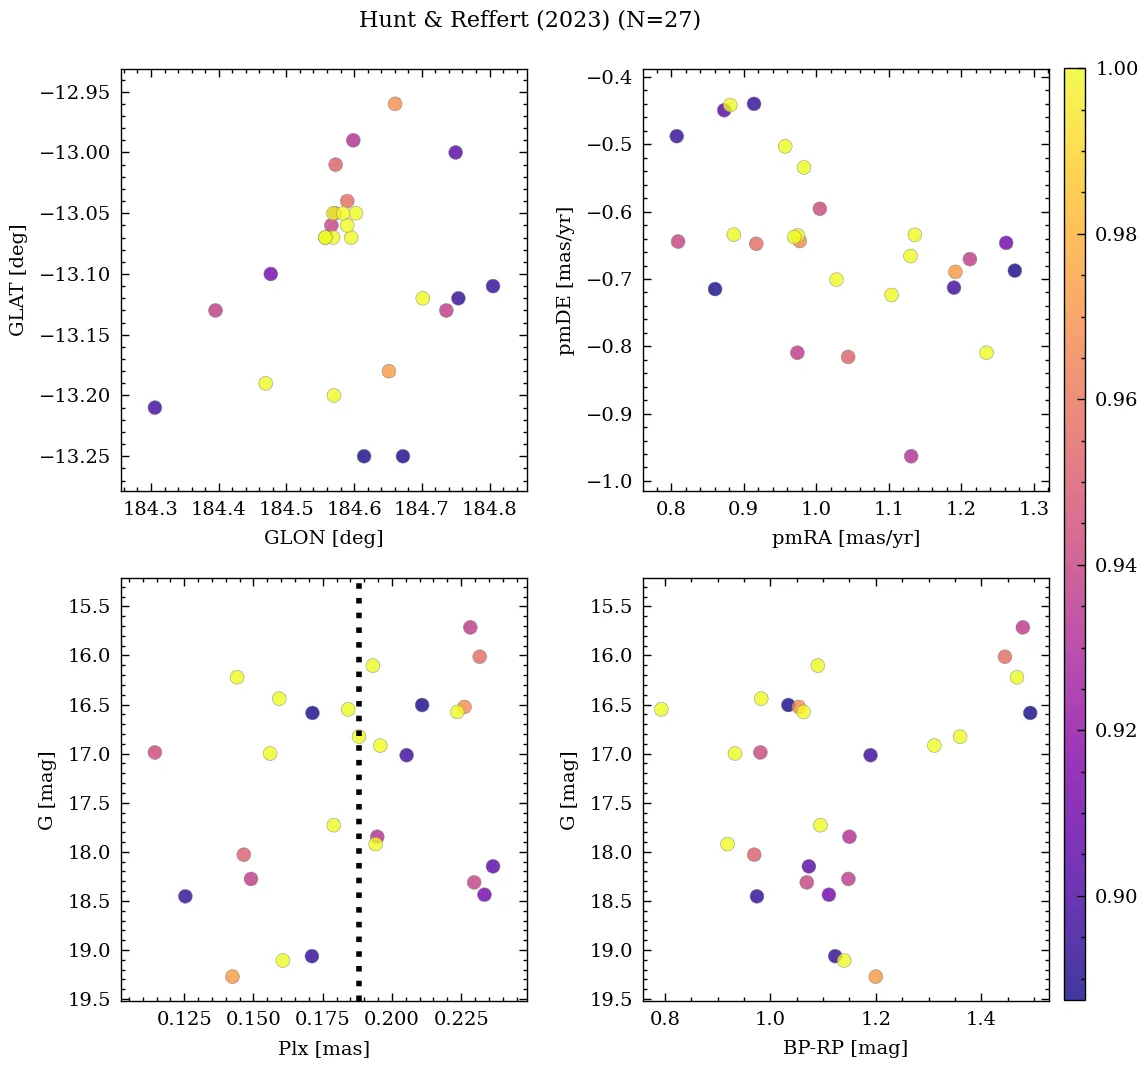 Hunt & Reffert (2023) (N=27)
−12.95
−13.00
−13.05
−13.10
−13.15
−13.20
−13.25
GLAT [deg]
184.3 184.4 184.5 184.6 184.7 184.8
GLON [deg]
−0.4
−0.5
−0.6
−0.7
−0.8
−0.9
−1.0
pmDE [mas/yr]
0.8 0.9 1.0 1.1 1.2 1.3
pmRA [mas/yr]
15.5
16.0
16.5
17.0
17.5
18.0
18.5
19.0
19.5
G [mag]
0.125 0.150 0.175 0.200 0.225
Plx [mas]
15.5
16.0
16.5
17.0
17.5
18.0
18.5
19.0
19.5
G [mag]
0.8 1.0 1.2 1.4
BP-RP [mag]
1.00
0.98
0.96
0.94
0.92
0.90